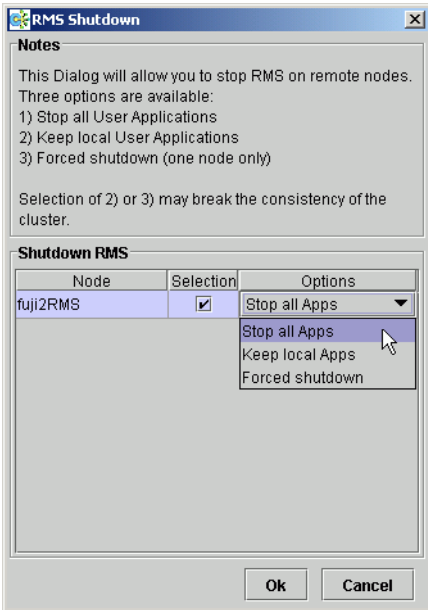 RMS Shutdown
Notes
This Dialog will allow you to stop RMS on remote nodes.
Three options are available:
1) Stop all User Applications
2) Keep local User Applications
3) Forced shutdown (one node only)
Selection of 2) or 3) may break the consistency of the
cluster.
Shutdown RMS
Node Selection Options
fuji2RMS Stop all Apps
Stop all Apps
Keep local Apps
Forced shutdown
Ok Cancel